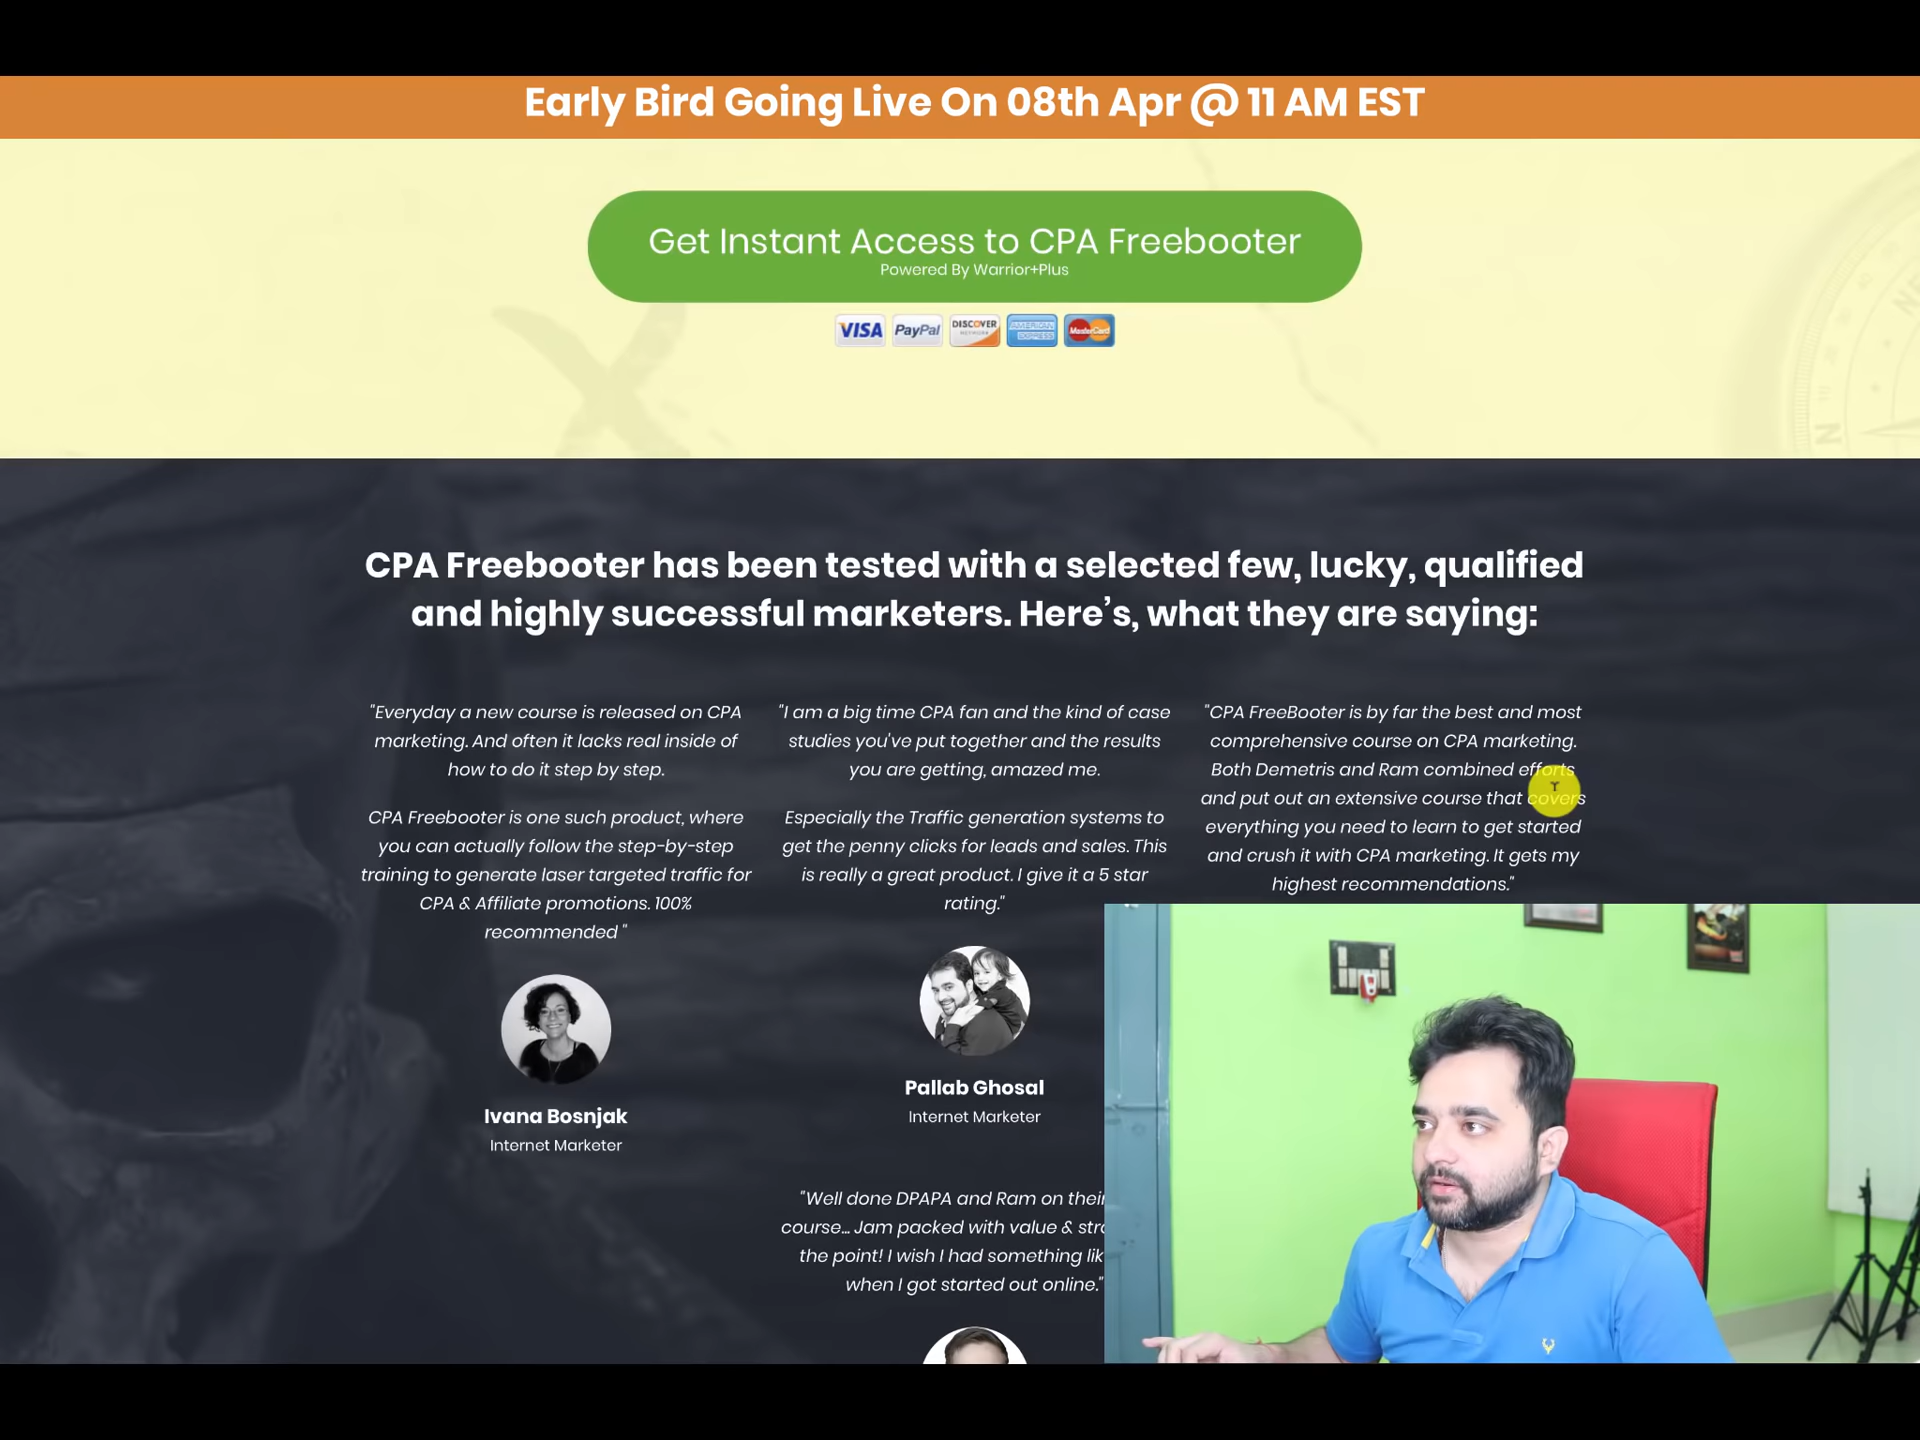 Early Bird Going Live On 08th Apr @ 11 AM EST
Get Instant Access to CPA Freebooter
Powered By Warrior+Plus
VISA PayPal DISCOVER NETWORK AMERICAN EXPRESS MasterCard
CPA Freebooter has been tested with a selected few, lucky, qualified
and highly successful marketers. Here's, what they are saying:
"Everyday a new course is released on CPA
marketing. And often it lacks real inside of
how to do it step by step.
CPA Freebooter is one such product, where
you can actually follow the step-by-step
training to generate laser targeted traffic for
CPA & Affiliate promotions. 100%
recommended "
Ivana Bosnjak
Internet Marketer
"I am a big time CPA fan and the kind of case
studies you've put together and the results
you are getting, amazed me.
Especially the Traffic generation systems to
get the penny clicks for leads and sales. This
is really a great product. I give it a 5 star
rating."
Pallab Ghosal
Internet Marketer
"CPA FreeBooter is by far the best and most
comprehensive course on CPA marketing.
Both Demetris and Ram combined efforts
and put out an extensive course that covers
everything you need to learn to get started
and crush it with CPA marketing. It gets my
highest recommendations."
"Well done DPAPA and Ram on their
course... Jam packed with value &
the point! I wish I had something
when I got started out online."
N